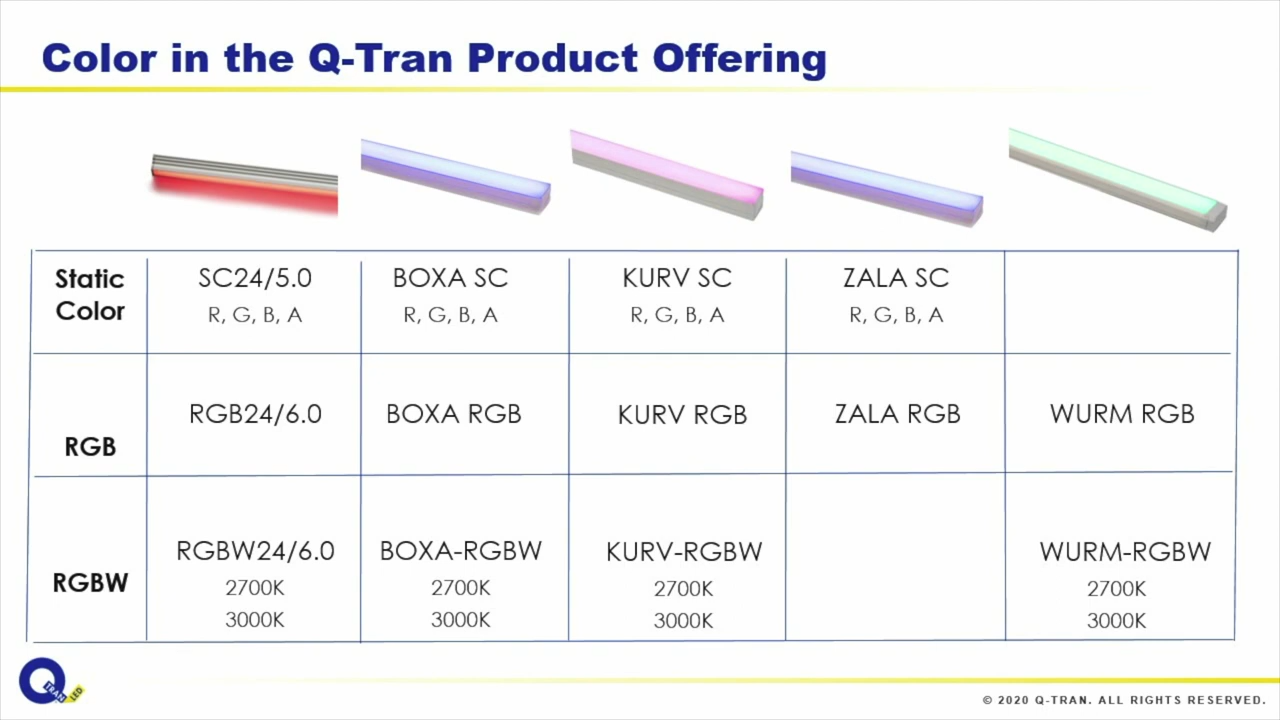 Color in the Q-Tran Product Offering
Static
Color
SC24/5.0
R, G, B, A
BOXA SC
R, G, B, A
KURV SC
R, G, B, A
ZALA SC
R, G, B, A
RGB
RGB24/6.0
BOXA RGB
KURV RGB
ZALA RGB
WURM RGB
RGBW
RGBW24/6.0
2700K
3000K
BOXA-RGBW
2700K
3000K
KURV-RGBW
2700K
3000K
WURM-RGBW
2700K
3000K
Q TRAN LED
© 2020 Q-TRAN. ALL RIGHTS RESERVED.